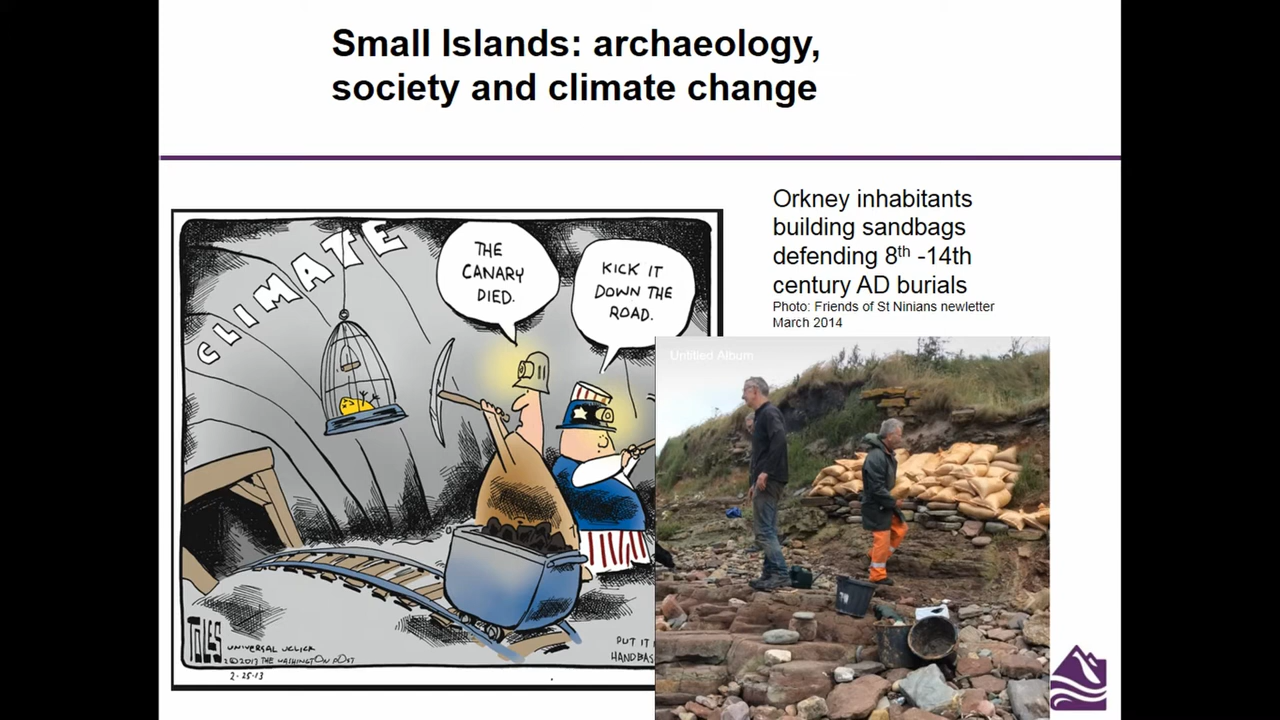 Small Islands: archaeology,
society and climate change
Orkney inhabitants
building sandbags
defending 8th -14th
century AD burials
Photo: Friends of St Ninians newletter
March 2014
CLIMATE
THE
CANARY
DIED.
KICK IT
DOWN THE
ROAD.
Untitled Album
TOLES
UNIVERSAL UCLICK
©2013 THE WASHINGTON POST
2-25-13
PUT IT
HANDBAS